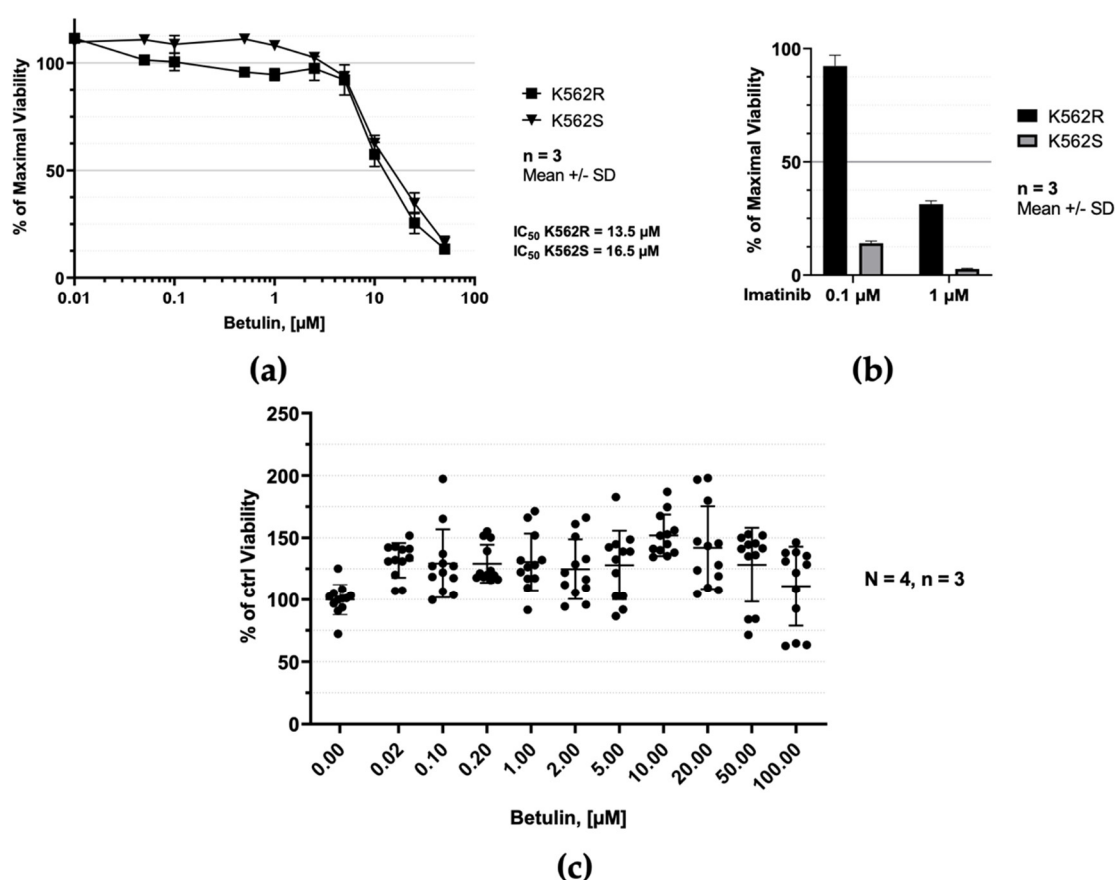 % of Maximal Viability
100
50
0
0.01 0.1 1 10 100
Betulin, [µM]
K562R
K562S
n = 3
Mean +/- SD
IC50 K562R = 13.5 µM
IC50 K562S = 16.5 µM
(a)
% of Maximal Viability
100
50
0
Imatinib 0.1 µM 1 µM
K562R
K562S
n = 3
Mean +/- SD
(b)
% of ctrl Viability
250
200
150
100
50
0
0.00 0.02 0.10 0.20 1.00 2.00 5.00 10.00 20.00 50.00 100.00
Betulin, [µM]
N = 4, n = 3
(c)